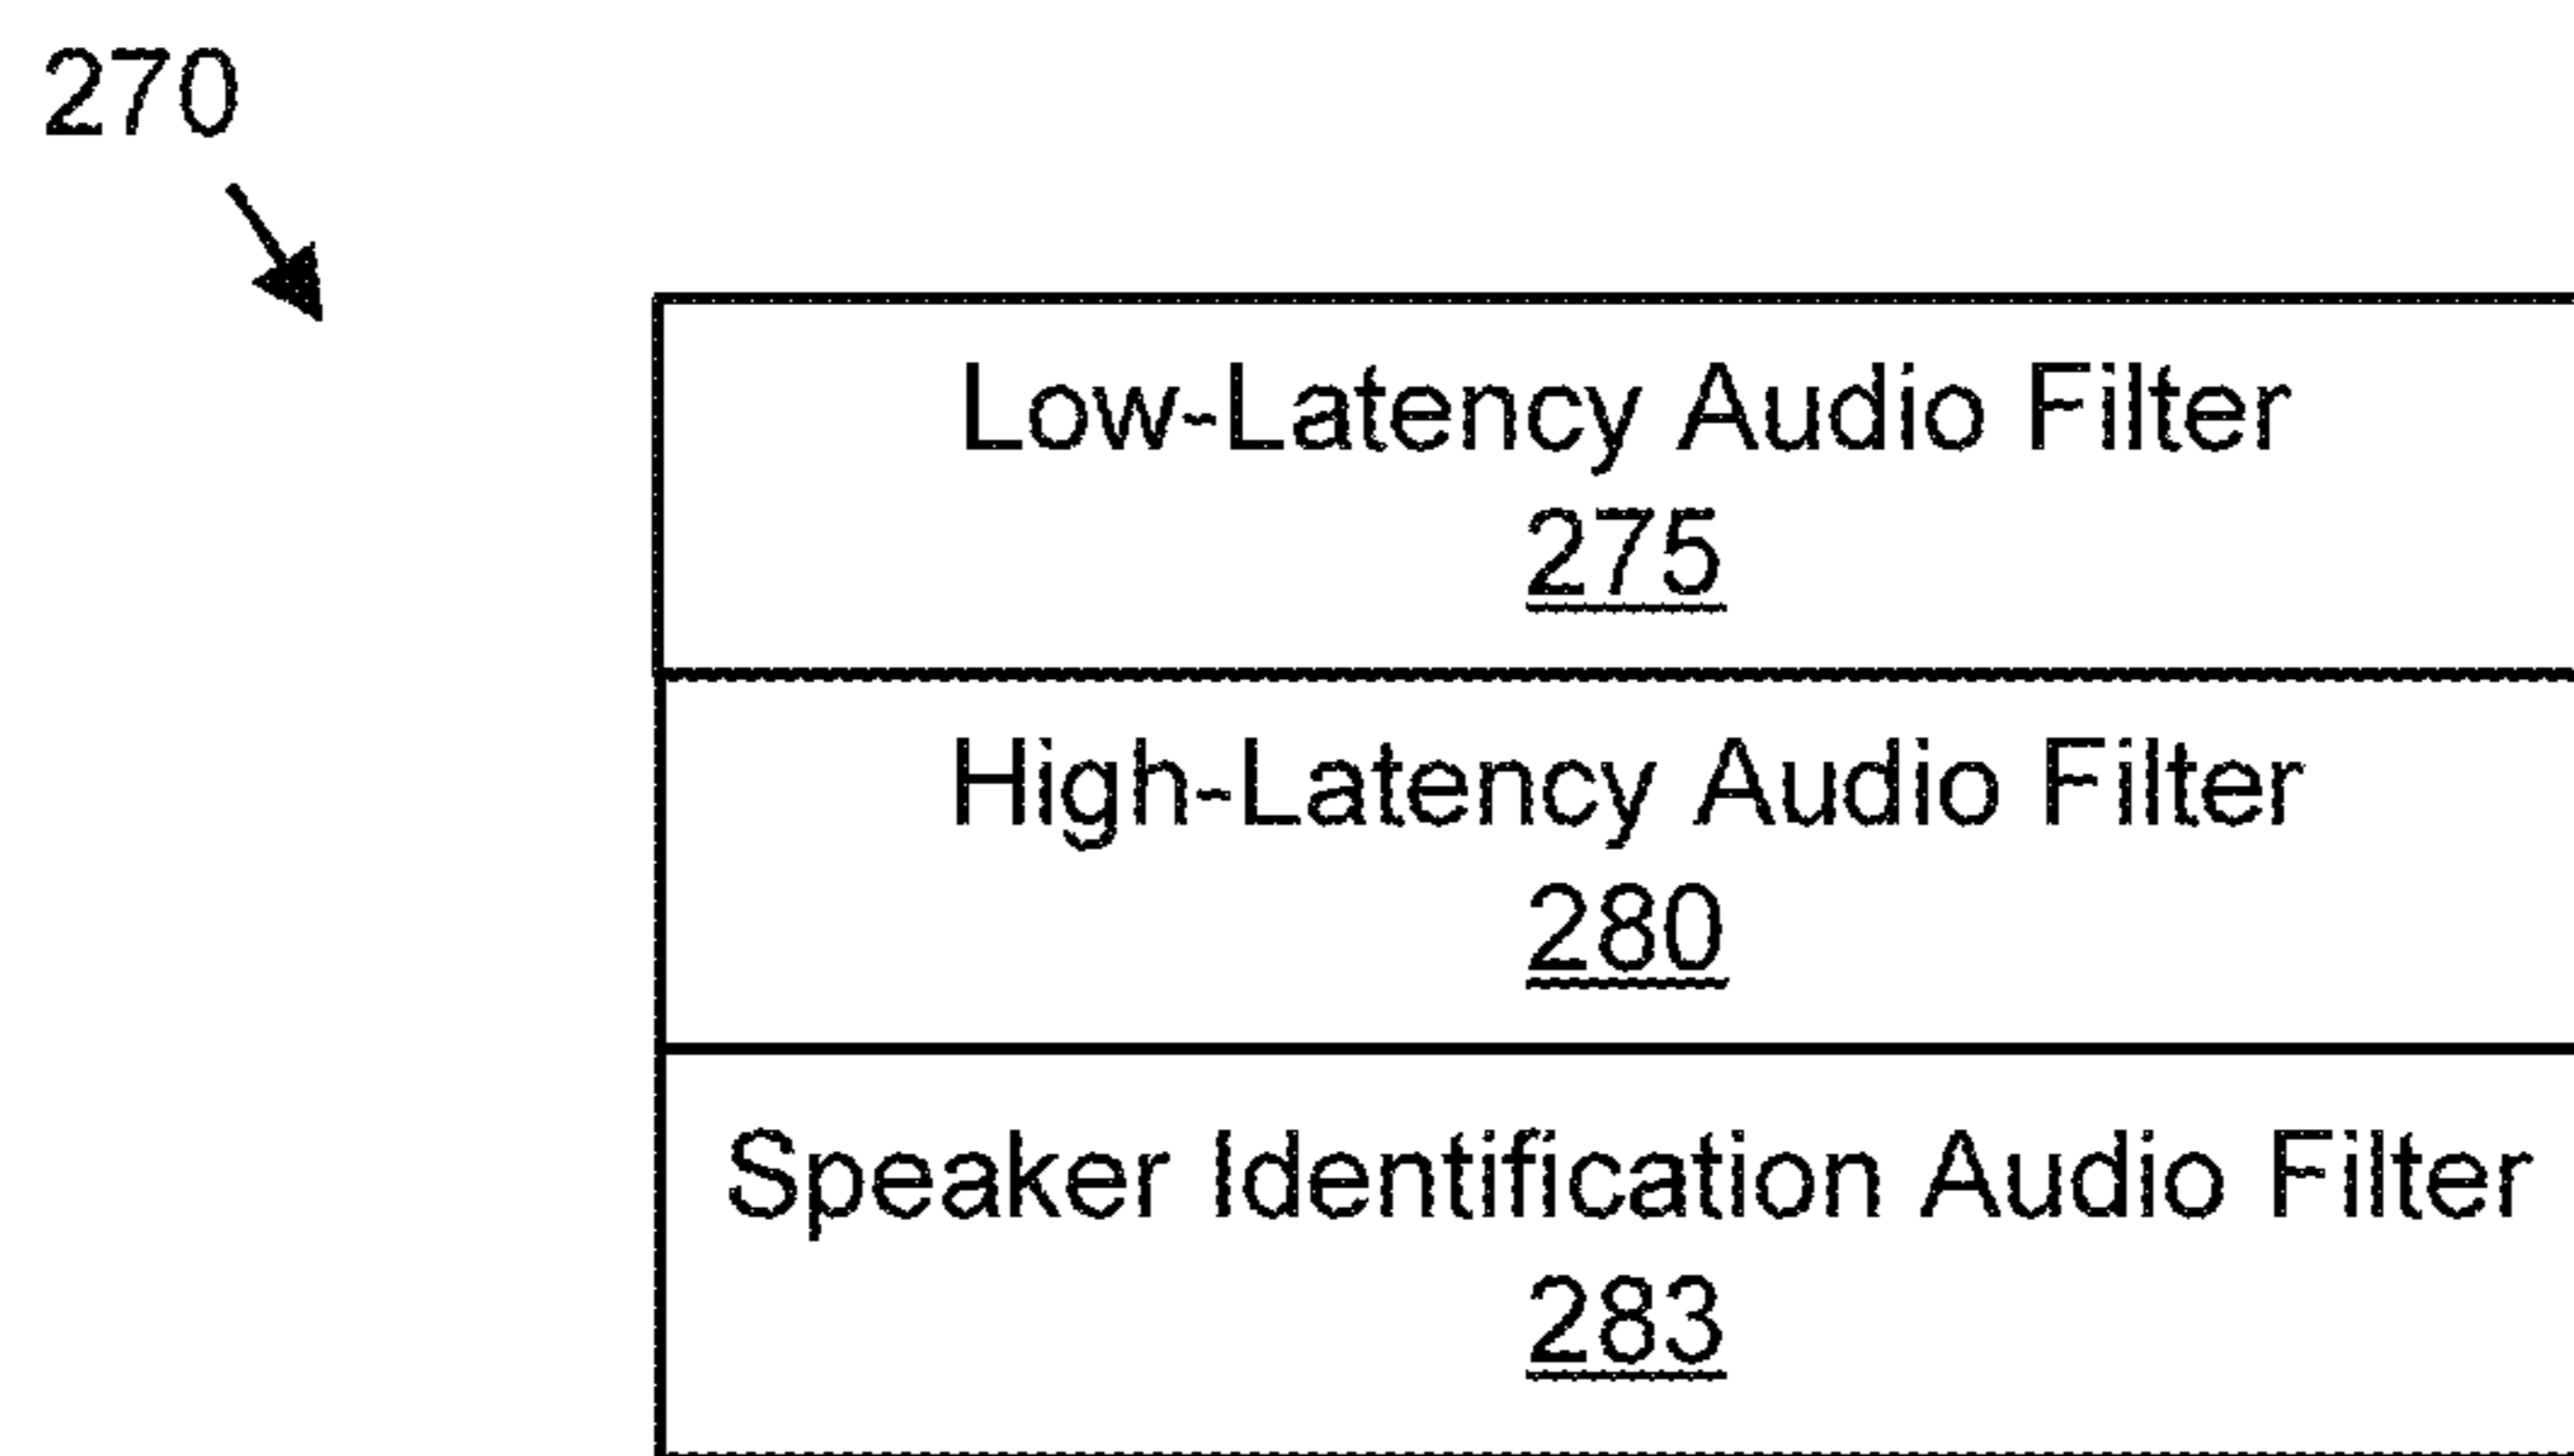 270
Low-Latency Audio Filter
275
High-Latency Audio Filter
280
Speaker Identification Audio Filter
283